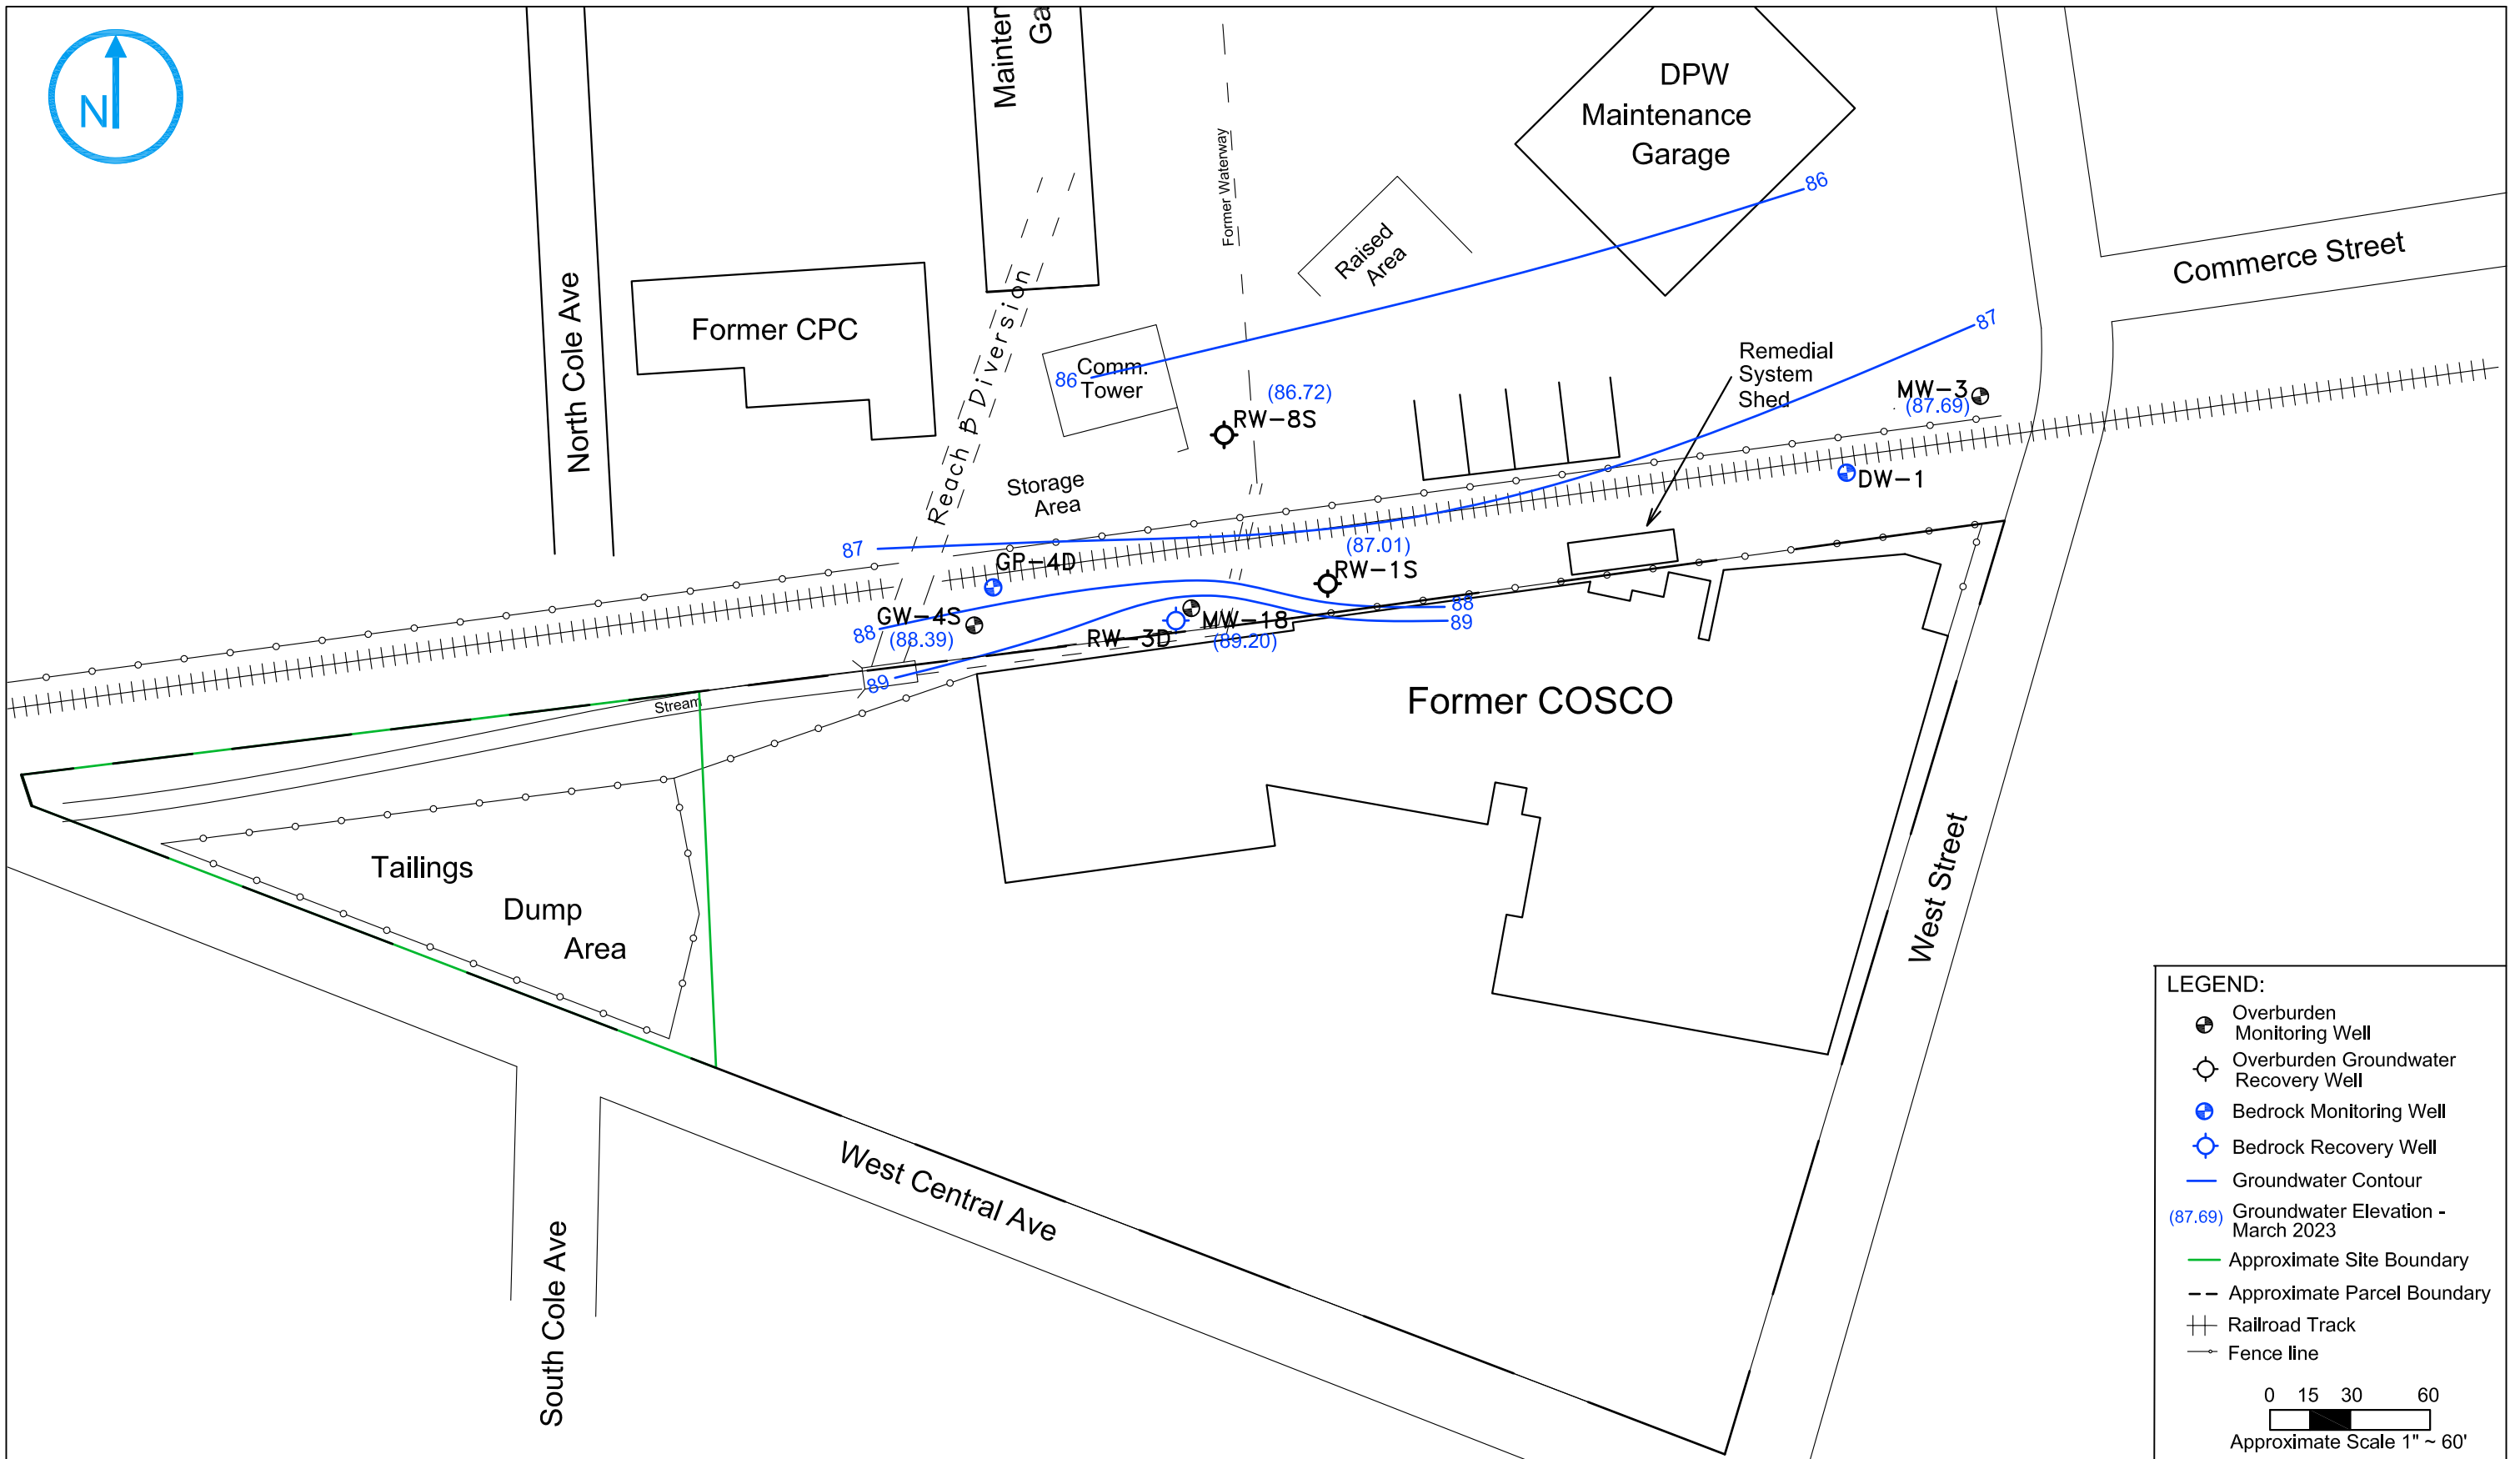 N
Mainten
Ga
DPW
Maintenance
Garage
Former Waterway
86
Raised
Area
Commerce Street
North Cole Ave
Former CPC
Reach B Diversion
87
Remedial
System
Shed
86
Comm.
Tower
(86.72)
RW-8S
MW-3
(87.69)
DW-1
Storage
Area
87
(87.01)
GP-4D
RW-1S
88
GW-4S
88
(88.39)
MW-18
89
RW-3D
(89.20)
89
Stream
Former COSCO
Tailings
Dump
Area
West Street
West Central Ave
South Cole Ave
LEGEND:
Overburden
Monitoring Well
Overburden Groundwater
Recovery Well
Bedrock Monitoring Well
Bedrock Recovery Well
Groundwater Contour
(87.69) Groundwater Elevation -
March 2023
Approximate Site Boundary
Approximate Parcel Boundary
Railroad Track
Fence line
0 15 30 60
Approximate Scale 1" ~ 60'